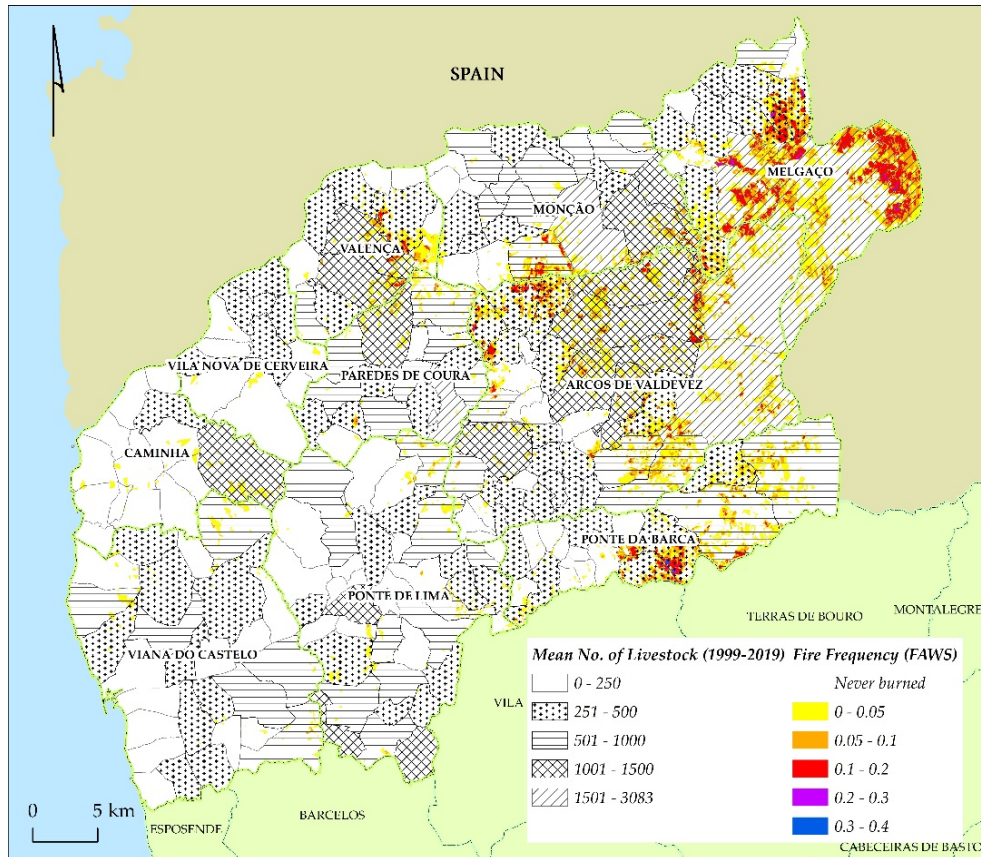 SPAIN
MELGAÇO
MONÇÃO
VALENÇA
VILA NOVA DE CERVEIRA
PAREDES DE COURA
ARCOS DE VALDEVEZ
CAMINHA
PONTE DA BARCA
PONTE DE LIMA
TERRAS DE BOURO
MONTALEGRE
VIANA DO CASTELO
VILA
Mean No. of Livestock (1999-2019)
0 - 250
251 - 500
501 - 1000
1001 - 1500
1501 - 3083
Fire Frequency (FAWS)
Never burned
0 - 0.05
0.05 - 0.1
0.1 - 0.2
0.2 - 0.3
0.3 - 0.4
0 5 km
ESPOSENDE
BARCELOS
CABECEIRAS DE BASTO